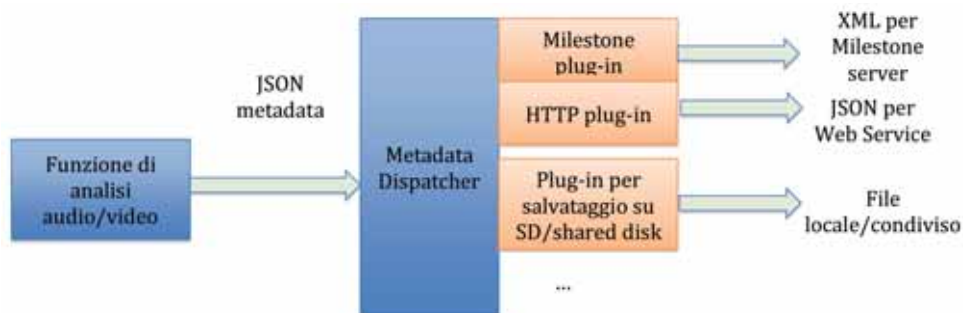 JSON
metadata
Funzione di
analisi
audio/video
Metadata
Dispatcher
Milestone
plug-in
HTTP plug-in
Plug-in per
salvataggio su
SD/shared disk
...
XML per
Milestone
server
JSON per
Web Service
File
locale/condiviso